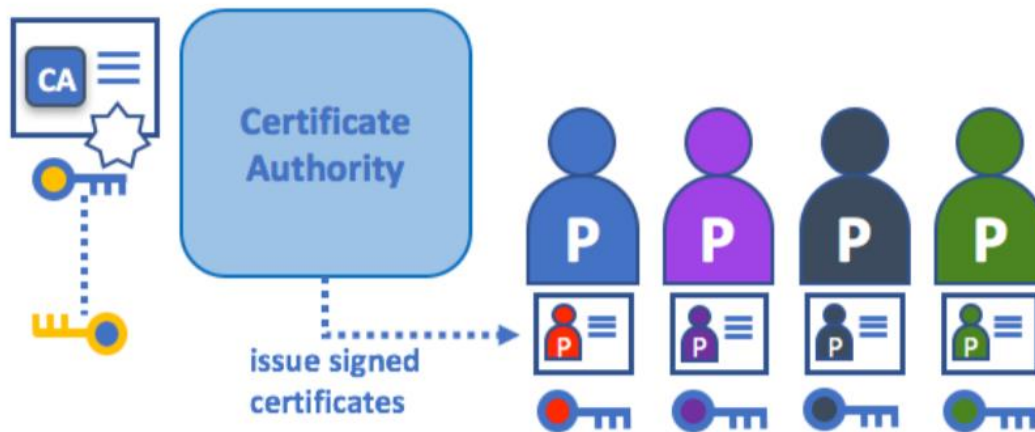 CA
Certificate
Authority
P P P P
P P P P
issue signed
certificates